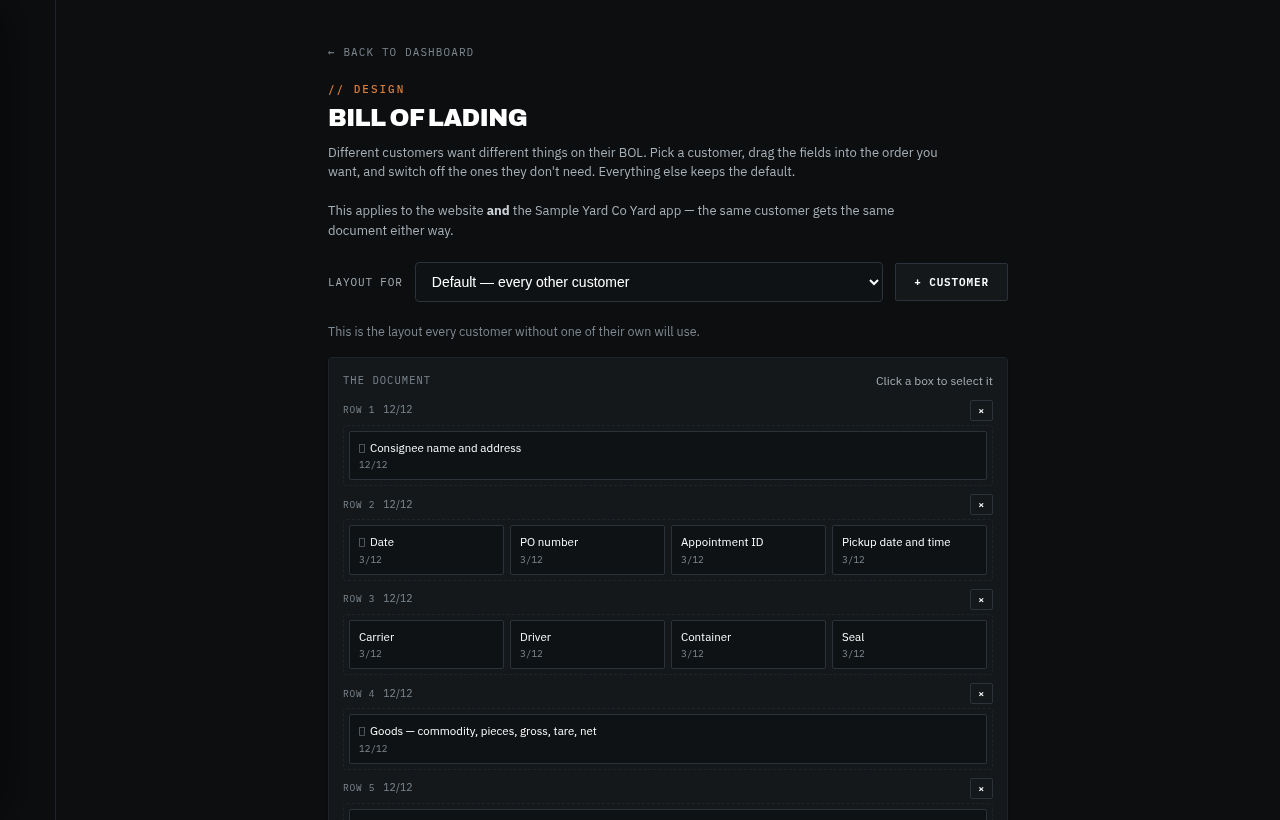 ← BACK TO DASHBOARD
// DESIGN
BILL OF LADING
Different customers want different things on their BOL. Pick a customer, drag the fields into the order you
want, and switch off the ones they don't need. Everything else keeps the default.
This applies to the website and the Sample Yard Co Yard app — the same customer gets the same
document either way.
LAYOUT FOR Default — every other customer + CUSTOMER
This is the layout every customer without one of their own will use.
THE DOCUMENT Click a box to select it
ROW 1 12/12 ×
Consignee name and address
12/12
ROW 2 12/12 ×
Date PO number Appointment ID Pickup date and time
3/12 3/12 3/12 3/12
ROW 3 12/12 ×
Carrier Driver Container Seal
3/12 3/12 3/12 3/12
ROW 4 12/12 ×
Goods — commodity, pieces, gross, tare, net
12/12
ROW 5 12/12 ×